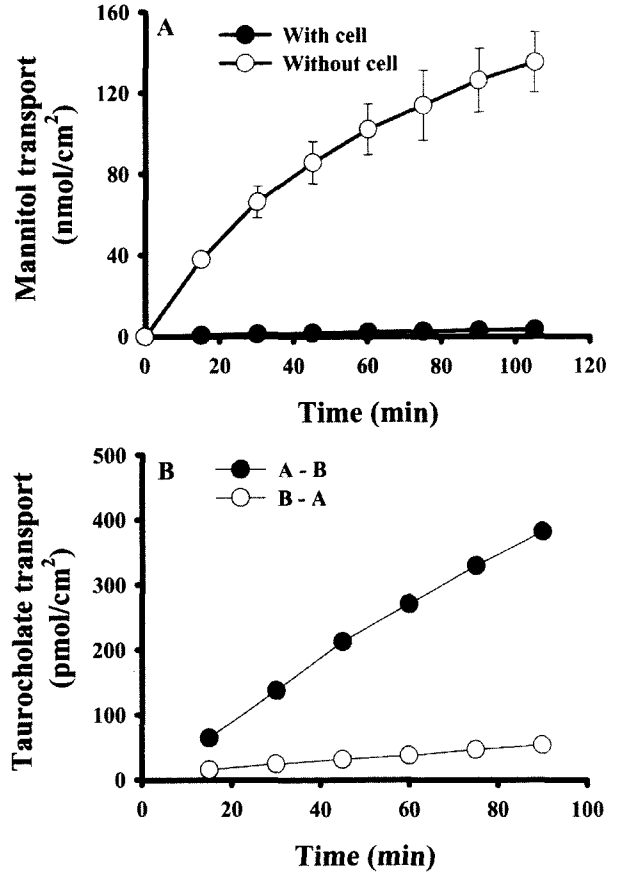 A
With cell
Without cell
Mannitol transport
(nmol/cm²)
160
120
80
40
0
0 20 40 60 80 100 120
Time (min)
B
A - B
B - A
Taurocholate transport
(pmol/cm²)
500
400
300
200
100
0
0 20 40 60 80 100
Time (min)